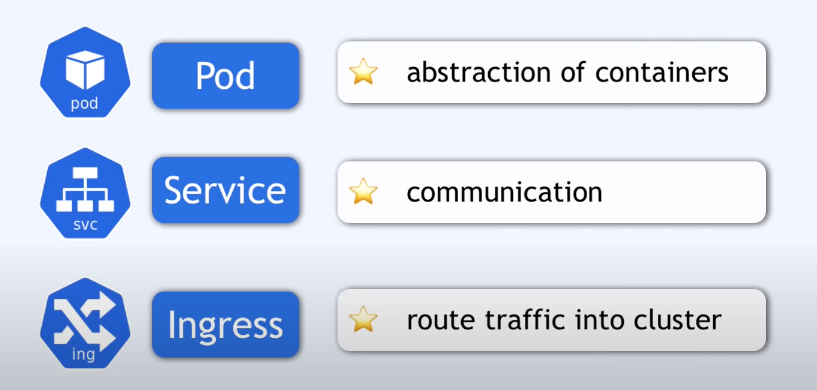 pod
Pod
abstraction of containers
svc
Service
communication
ing
Ingress
route traffic into cluster